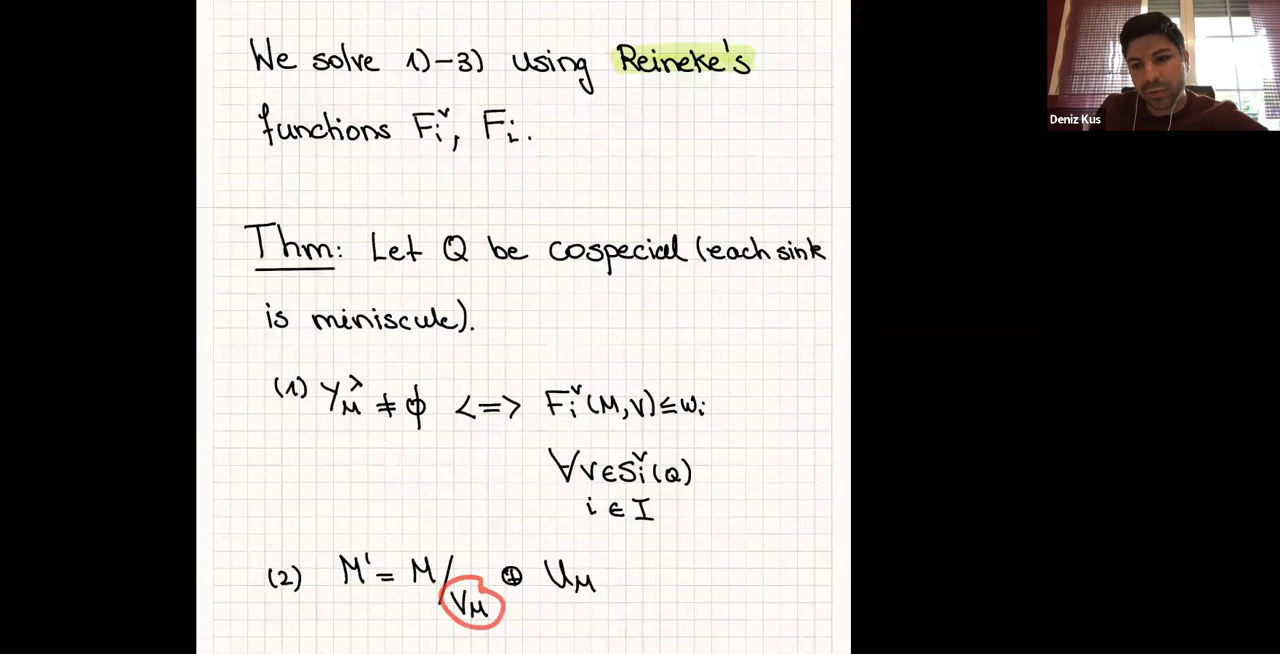 We solve 1)-3) using Reineke's
functions Fᵢᵛ, Fᵢ.
Deniz Kus
Thm: Let Q be cospecial (each sink
is miniscule).
(1) Y_M^λ ≠ ϕ <=> Fᵢᵛ(M,V) ≤ wᵢ
∀ V ∈ Sᵢᵛ(Q)
i ∈ I
(2) M' = M/V_M ⊕ U_M